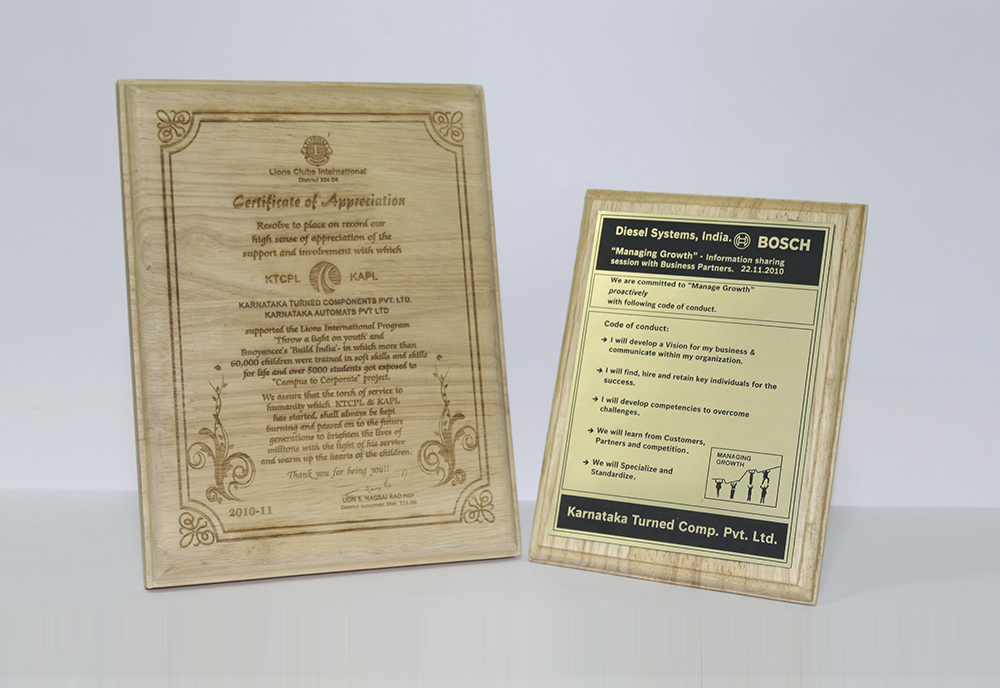 Lions Clubs International
District 324 D6
Certificate of Appreciation
Resolve to place on record our
high sense of appreciation of the
support and involvement with which
KTCPL KAPL
KARNATAKA TURNED COMPONENTS PVT. LTD.
KARNATAKA AUTOMATS PVT LTD
supported the Lions International Program
'Throw a light on youth' and
Buoyancee's 'Build India'- in which more than
60,000 children were trained in soft skills and skills
for life and over 5000 students got exposed to
"Campus to Corporate" project.
We assure that the torch of service to
humanity which KTCPL & KAPL
has started, shall always be kept
burning and passed on to the future
generations to brighten the lives of
millions with the light of his service
and warm up the hearts of the children.
Thank you for being you!!
LION S. NAGRAJ RAO
District Governor Dist. 324 D6
2010-11
Diesel Systems, India. BOSCH
"Managing Growth" - Information sharing
session with Business Partners. 22.11.2010
We are committed to "Manage Growth"
proactively
with following code of conduct.
Code of conduct:
➔ I will develop a Vision for my business &
communicate within my organization.
➔ I will find, hire and retain key individuals for the
success.
➔ I will develop competencies to overcome
challenges.
➔ We will learn from Customers,
Partners and competition.
➔ We will Specialize and
Standardize.
MANAGING
GROWTH
Karnataka Turned Comp. Pvt. Ltd.